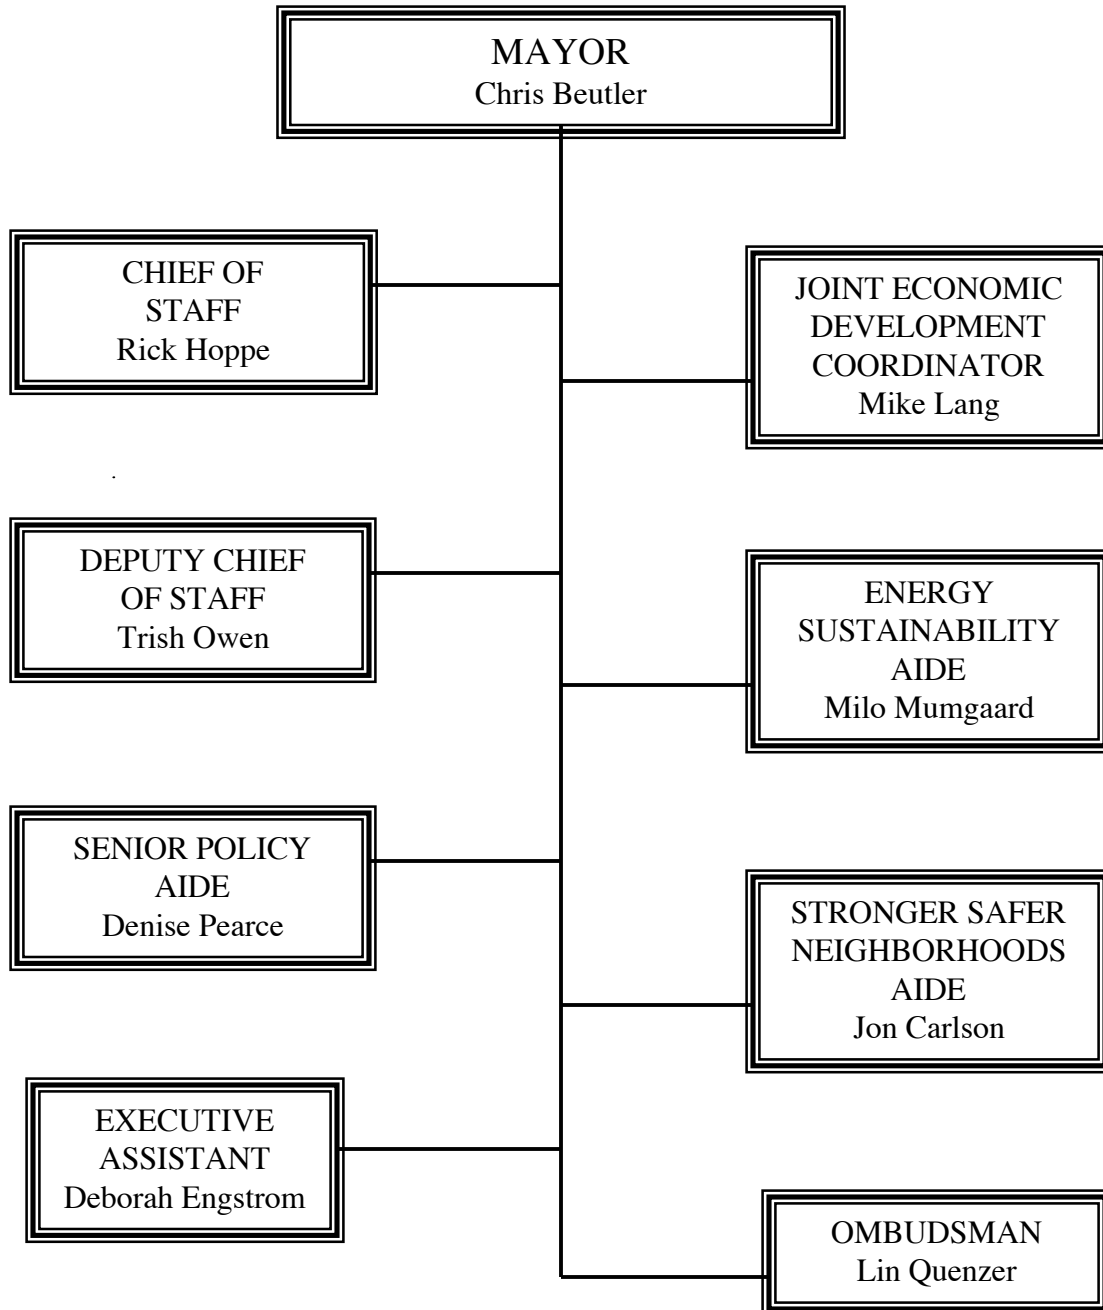 MAYOR
Chris Beutler
CHIEF OF
STAFF
Rick Hoppe
JOINT ECONOMIC
DEVELOPMENT
COORDINATOR
Mike Lang
DEPUTY CHIEF
OF STAFF
Trish Owen
ENERGY
SUSTAINABILITY
AIDE
Milo Mumgaard
SENIOR POLICY
AIDE
Denise Pearce
STRONGER SAFER
NEIGHBORHOODS
AIDE
Jon Carlson
EXECUTIVE
ASSISTANT
Deborah Engstrom
OMBUDSMAN
Lin Quenzer